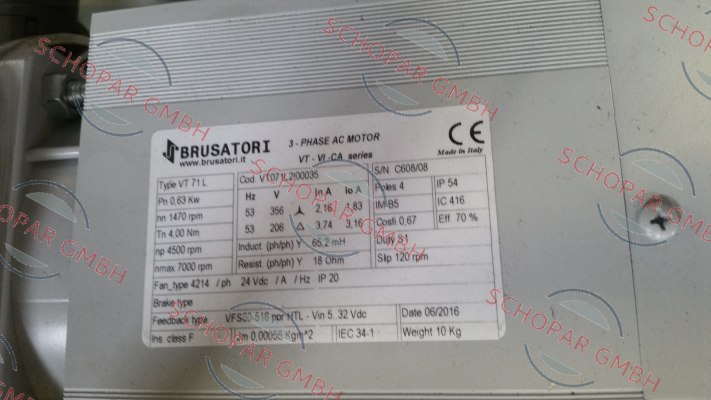 BRUSATORI
www.brusatori.it
3 - PHASE AC MOTOR
VT - VI - CA series
CE
Made in Italy
Type VT 71 L
Cod VT071L2I00035
S/N C608/08
Pn 0,63 Kw
Hz V In A Io A
Poles 4
IP 54
nn 1470 rpm
53 356 2,16 1,83
IM B5
IC 416
Tn 4,00 Nm
53 206 Δ 3,74 3,16
Cosfi 0,67
Eff. 70 %
np 4500 rpm
Induct (ph/ph) Y 65,2 mH
Duty S1
nmax 7000 rpm
Resist. (ph/ph) Y 18 Ohm
Slip 120 rpm
Fan_type 4214 / ph 24 Vdc / A / Hz IP 20
Brake type
Feedback type VFS60-516 ppr HTL - Vin 5..32 Vdc
Date 06/2016
Ins. class F
Jm 0,00056 Kgm^2
IEC 34-1
Weight 10 Kg
SCHOPAR GMBH
SCHOPAR GMBH
SCHOPAR GMBH
SCHOPAR GMBH
SCHOPAR GMBH
SCHOPAR GMBH
SCHOPAR GMBH
SCHOPAR GMBH